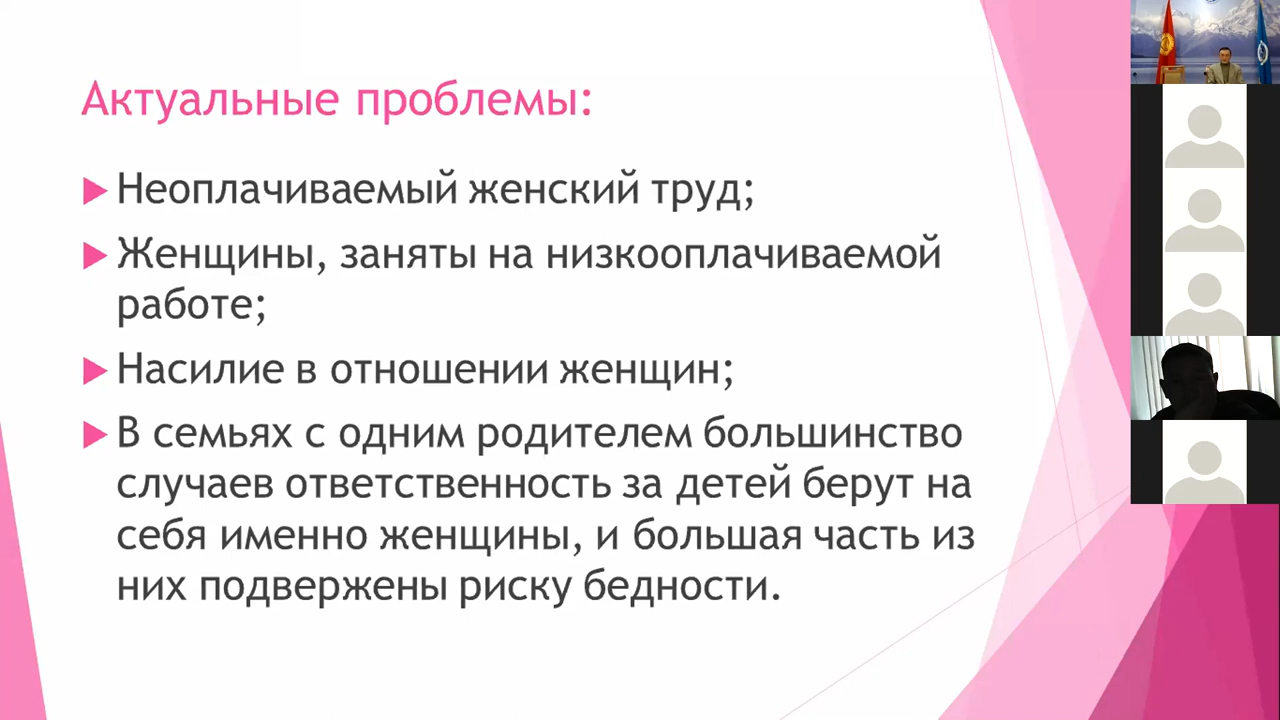 Актуальные проблемы:
Неоплачиваемый женский труд;
Женщины, заняты на низкооплачиваемой
работе;
Насилие в отношении женщин;
В семьях с одним родителем большинство
случаев ответственность за детей берут на
себя именно женщины, и большая часть из
них подвержены риску бедности.